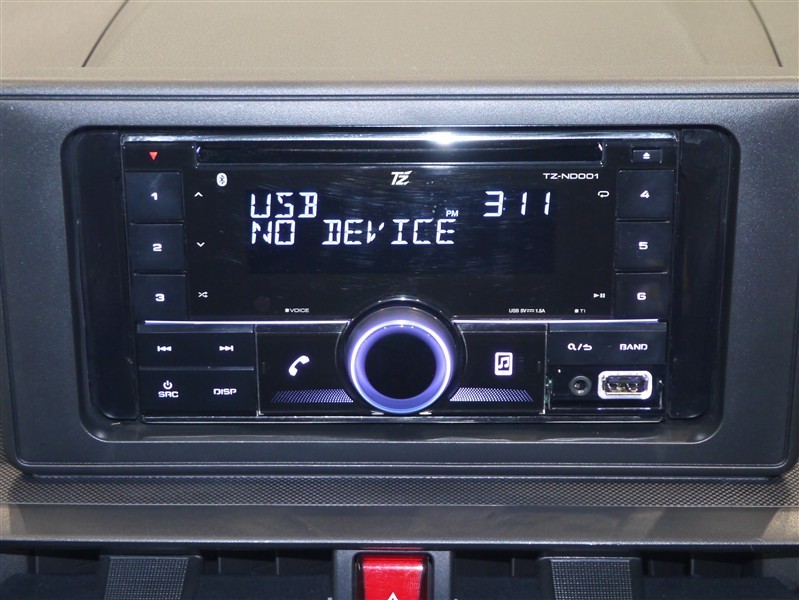 TZ
TZ-ND001
1
4
USB PM 3 11
NO DEVICE
2
5
3
6
VOICE
USB 5V 1.5A
TI
BAND
SRC
DISP